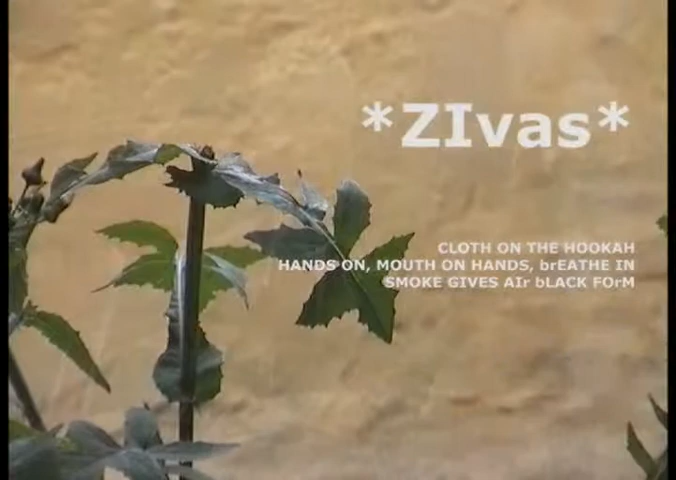 *ZIvas*
CLOTH ON THE HOOKAH
HANDS ON, MOUTH ON HANDS, brEATHE IN
SMOKE GIVES AIr bLACK FOrM